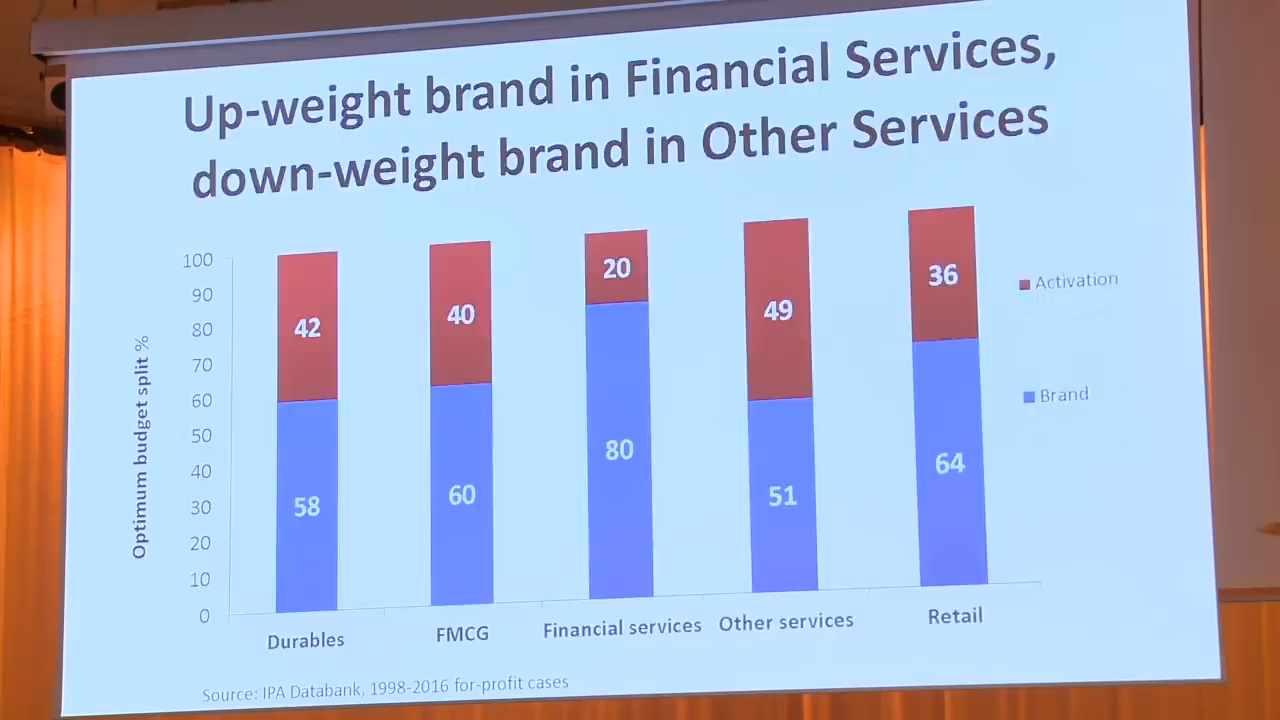 Up-weight brand in Financial Services,
down-weight brand in Other Services
100
90
80
70
60
50
40
30
20
10
0
Optimum budget split %
42
40
20
49
36
58
60
80
51
64
Activation
Brand
Durables
FMCG
Financial services
Other services
Retail
Source: IPA Databank, 1998-2016 for-profit cases